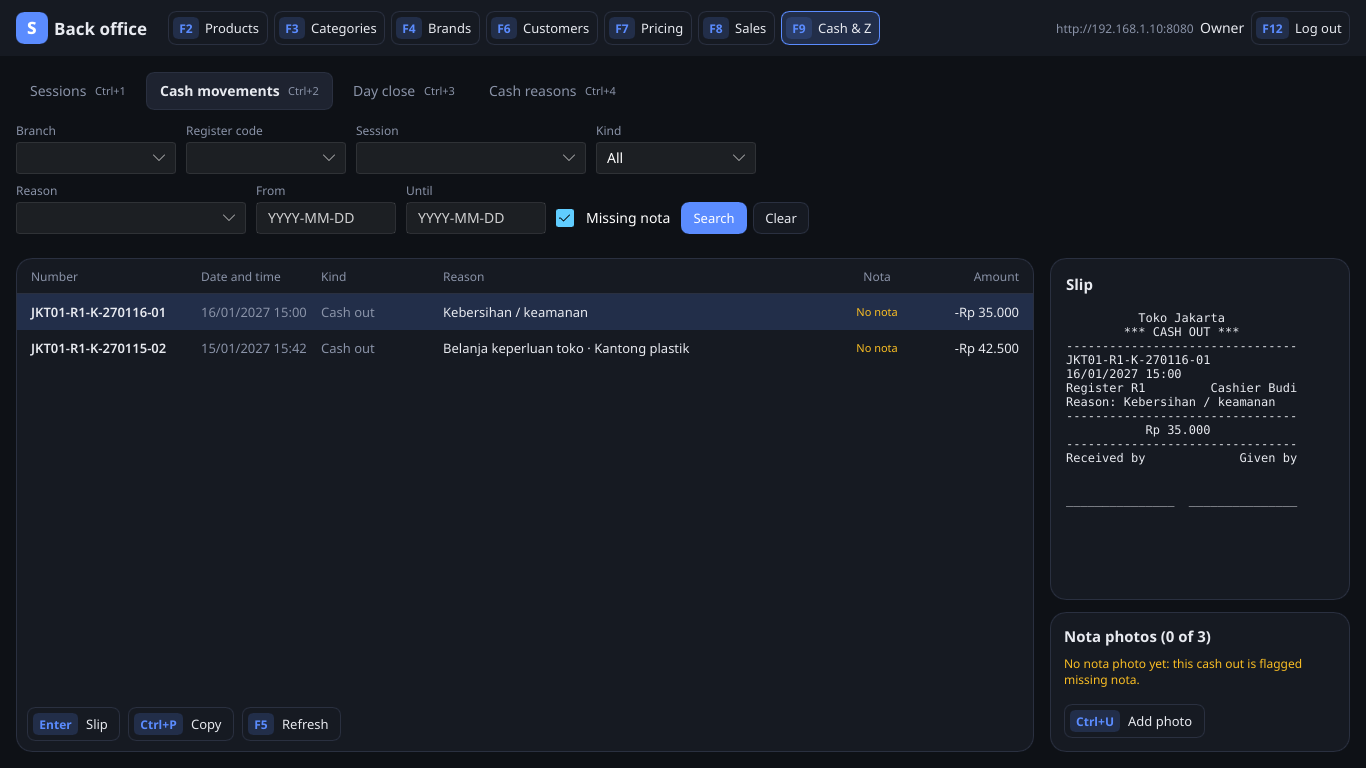 S Back office F2 Products F3 Categories F4 Brands F6 Customers F7 Pricing F8 Sales F9 Cash & Z http://192.168.1.10:8080 Owner F12 Log out
Sessions Ctrl+1 Cash movements Ctrl+2 Day close Ctrl+3 Cash reasons Ctrl+4
Branch Register code Session Kind
All
Reason From Until
YYYY-MM-DD YYYY-MM-DD Missing nota Search Clear
Number Date and time Kind Reason Nota Amount
JKT01-R1-K-270116-01 16/01/2027 15:00 Cash out Kebersihan / keamanan No nota -Rp 35.000
JKT01-R1-K-270115-02 15/01/2027 15:42 Cash out Belanja keperluan toko · Kantong plastik No nota -Rp 42.500
Enter Slip Ctrl+P Copy F5 Refresh
Slip
Toko Jakarta
*** CASH OUT ***
--------------------------------
JKT01-R1-K-270116-01
16/01/2027 15:00
Register R1 Cashier Budi
Reason: Kebersihan / keamanan
--------------------------------
Rp 35.000
--------------------------------
Received by Given by
_______________ _______________
Nota photos (0 of 3)
No nota photo yet: this cash out is flagged
missing nota.
Ctrl+U Add photo